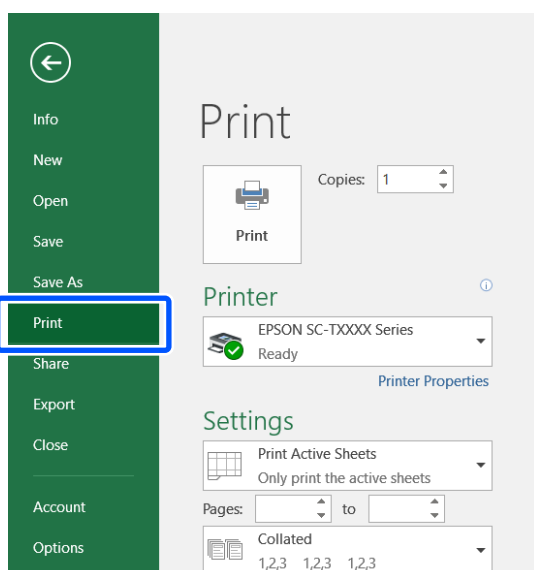 Info
New
Open
Save
Save As
Print
Share
Export
Close
Account
Options
Print
Copies: 1
Print
Printer
EPSON SC-TXXXX Series
Ready
Printer Properties
Settings
Print Active Sheets
Only print the active sheets
Pages: to
Collated
1,2,3 1,2,3 1,2,3